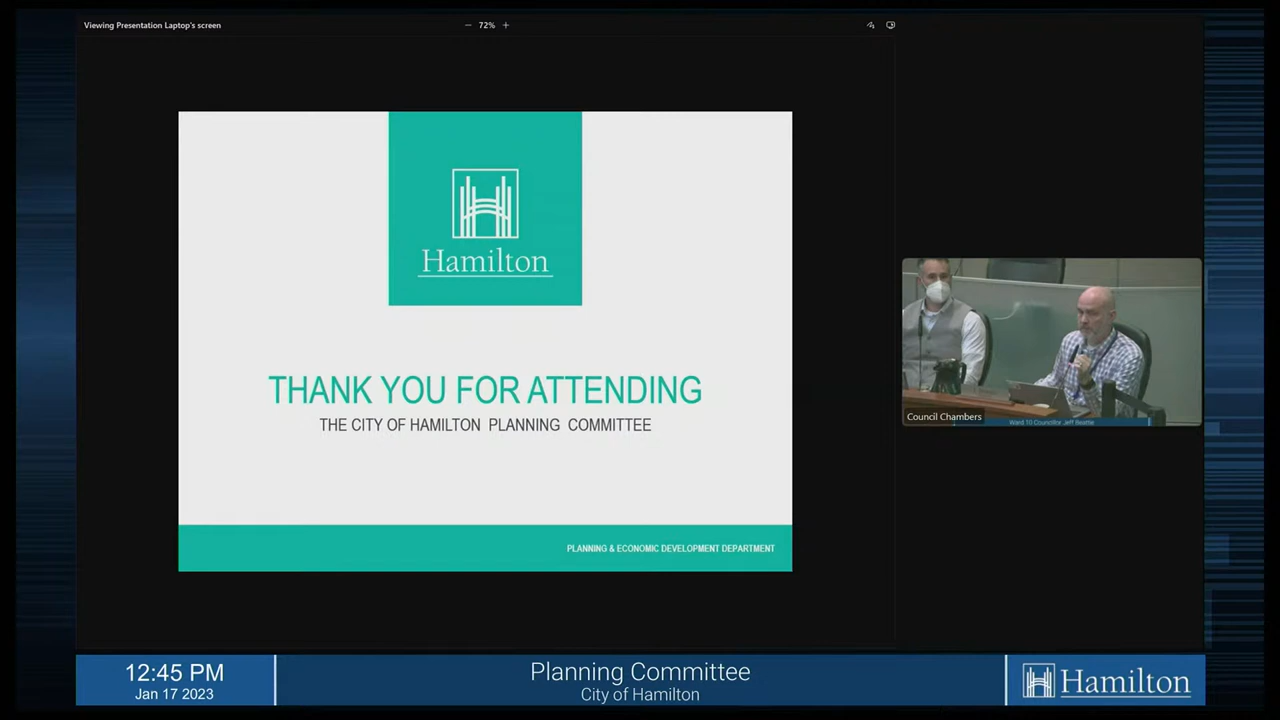 Viewing Presentation Laptop's screen
72%
Hamilton
THANK YOU FOR ATTENDING
THE CITY OF HAMILTON PLANNING COMMITTEE
PLANNING & ECONOMIC DEVELOPMENT DEPARTMENT
Council Chambers
Ward 10 Councillor Jeff Beattie
12:45 PM
Jan 17 2023
Planning Committee
City of Hamilton
Hamilton